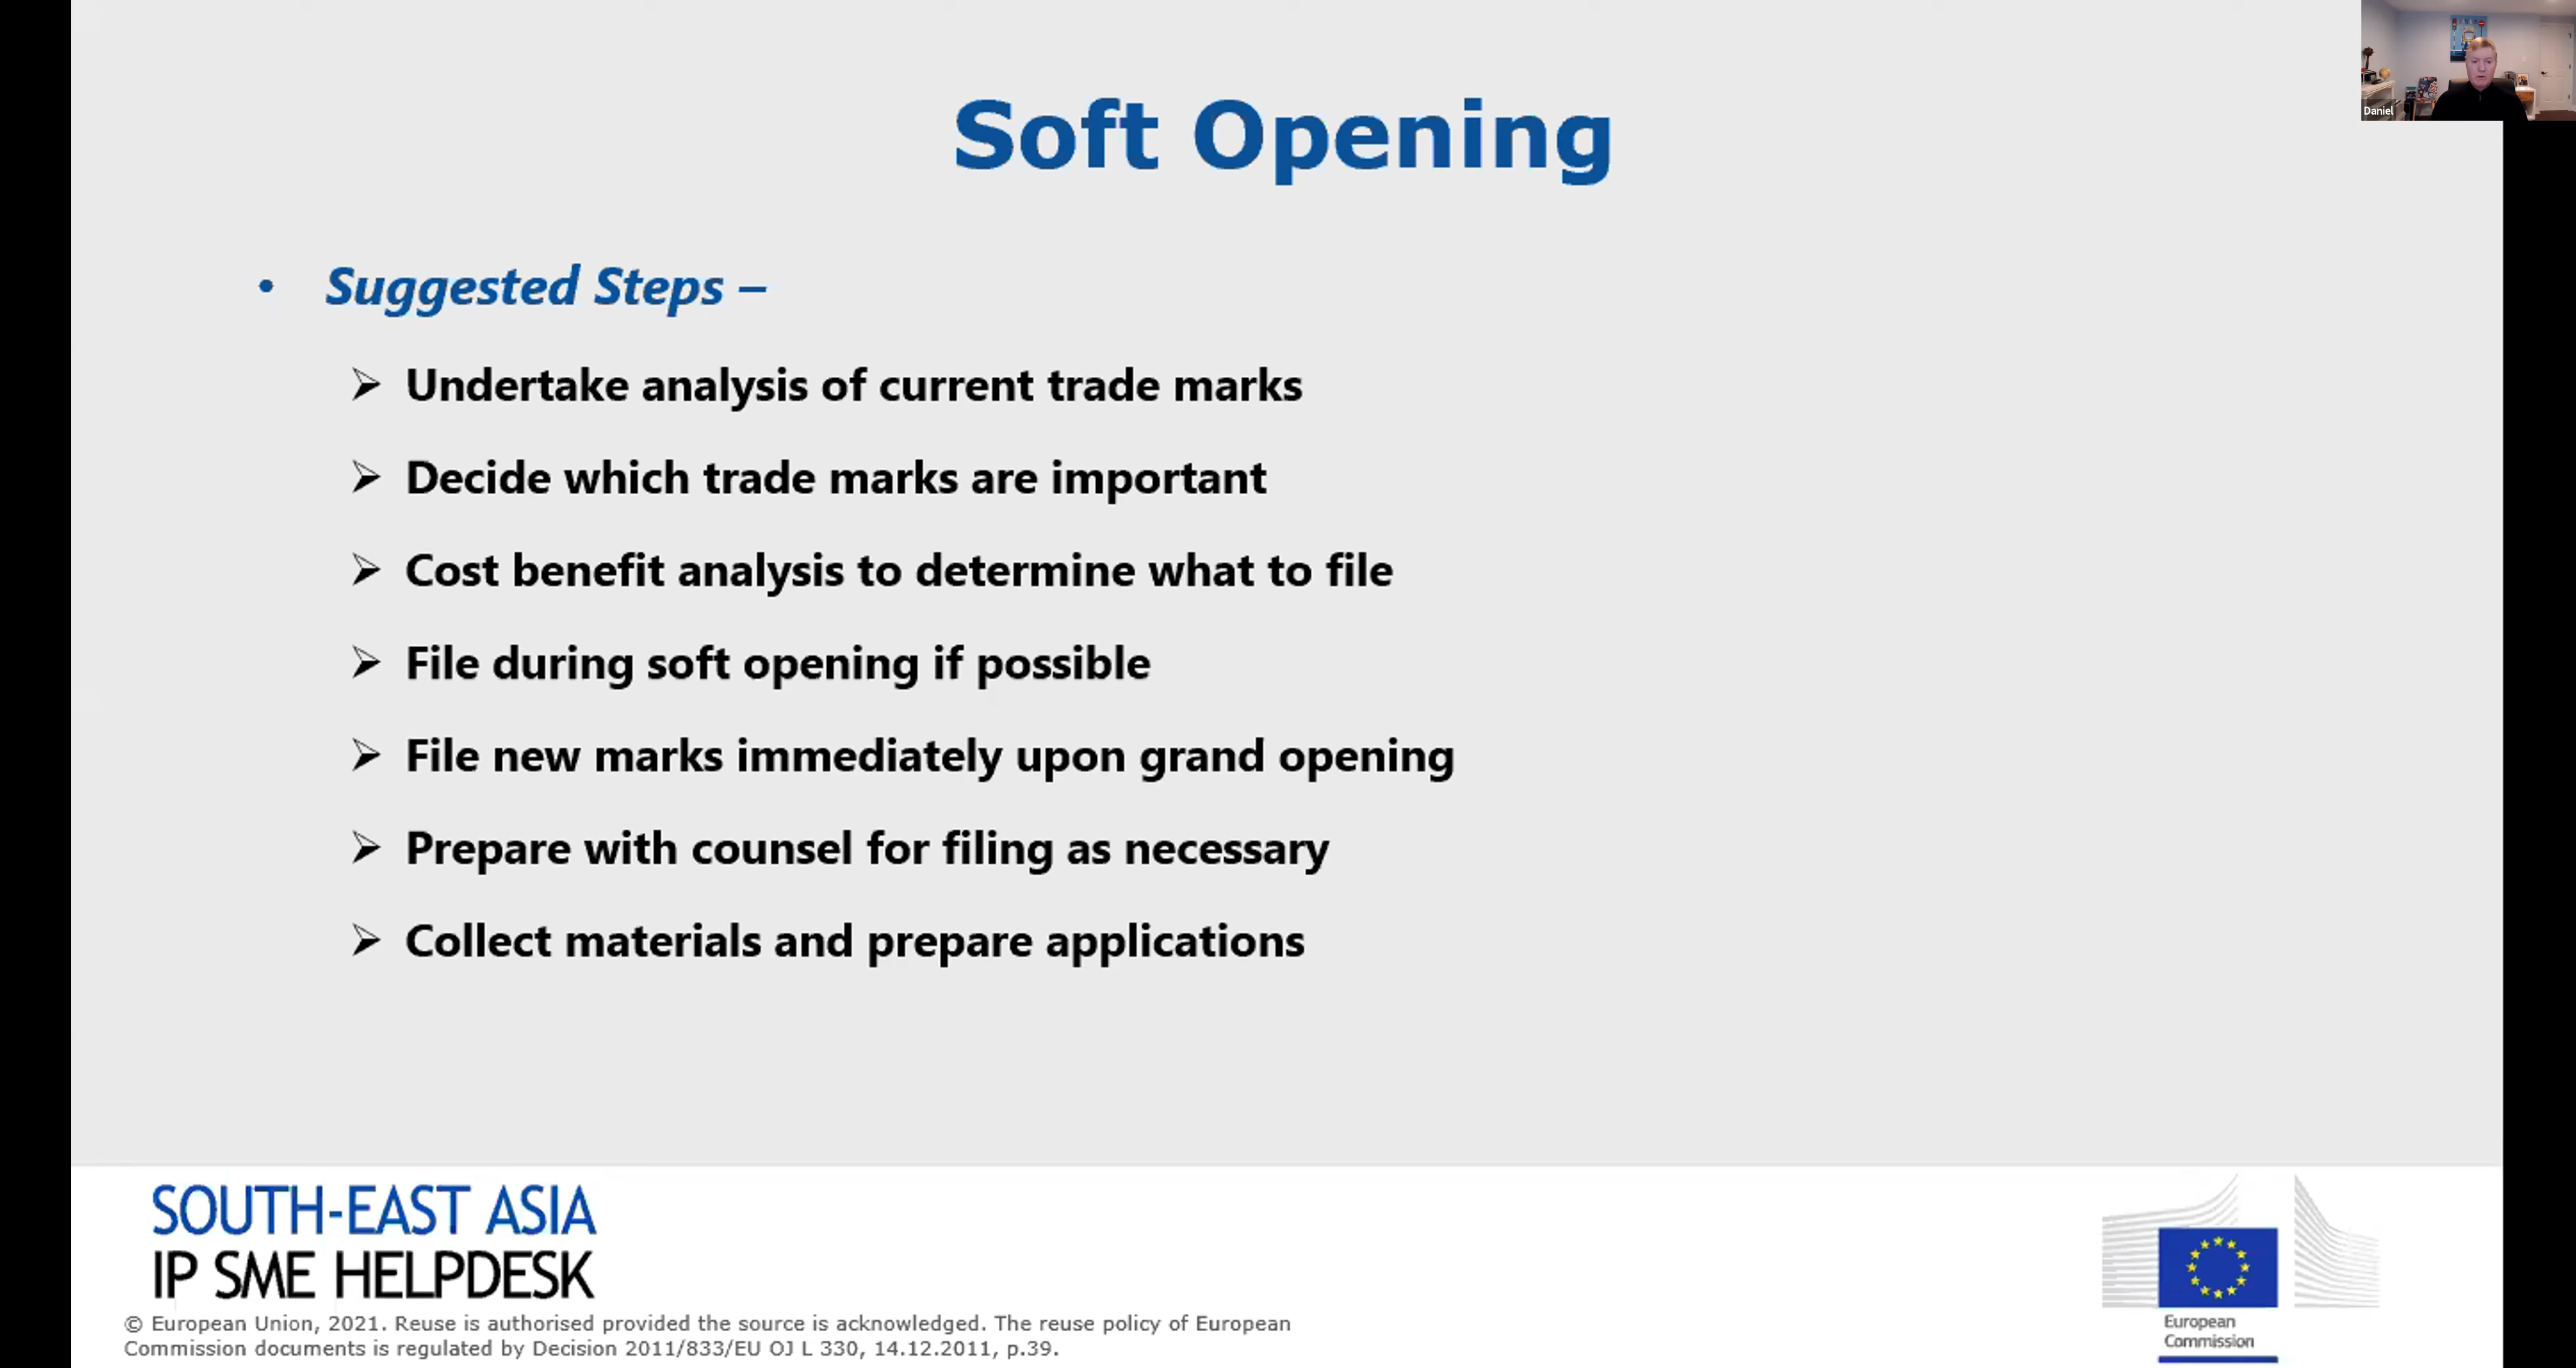 Soft Opening
Daniel
• Suggested Steps –
➢ Undertake analysis of current trade marks
➢ Decide which trade marks are important
➢ Cost benefit analysis to determine what to file
➢ File during soft opening if possible
➢ File new marks immediately upon grand opening
➢ Prepare with counsel for filing as necessary
➢ Collect materials and prepare applications
SOUTH-EAST ASIA
IP SME HELPDESK
© European Union, 2021. Reuse is authorised provided the source is acknowledged. The reuse policy of European
Commission documents is regulated by Decision 2011/833/EU OJ L 330, 14.12.2011, p.39.
European
Commission